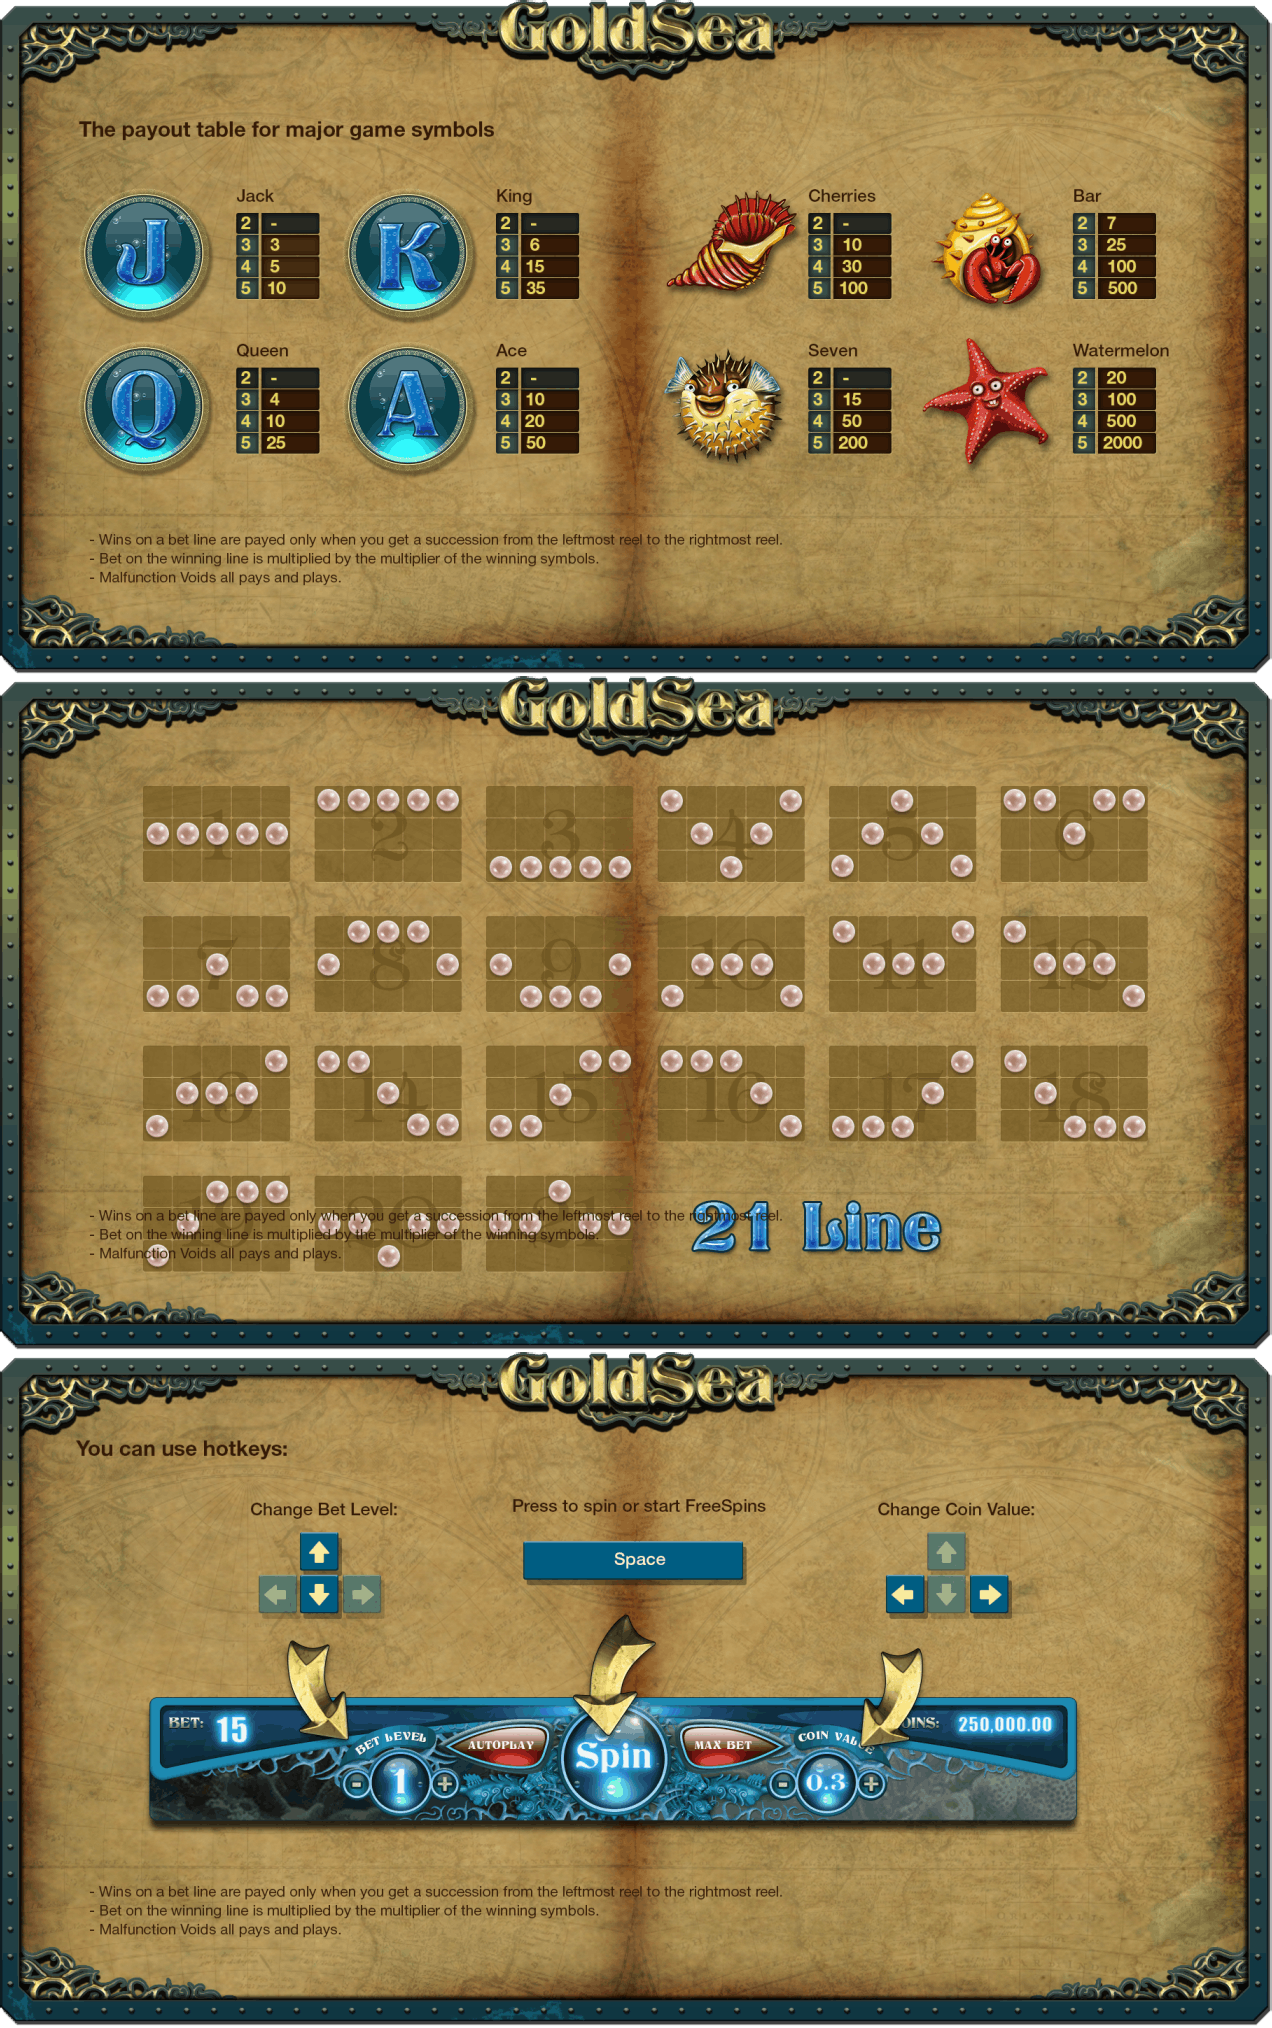 GoldSea
The payout table for major game symbols
Jack
2 -
3 3
4 5
5 10
King
2 -
3 6
4 15
5 35
Cherries
2 -
3 10
4 30
5 100
Bar
2 7
3 25
4 100
5 500
J
K
Queen
2 -
3 4
4 10
5 25
Ace
2 -
3 10
4 20
5 50
Seven
2 -
3 15
4 50
5 200
Watermelon
2 20
3 100
4 500
5 2000
Q
A
- Wins on a bet line are payed only when you get a succession from the leftmost reel to the rightmost reel.
- Bet on the winning line is multiplied by the multiplier of the winning symbols.
- Malfunction Voids all pays and plays.
GoldSea
1 2 3 4 5 6
7 8 9 10 11 12
13 14 15 16 17 18
19 20 21
- Wins on a bet line are payed only when you get a succession from the leftmost reel to the rightmost reel.
- Bet on the winning line is multiplied by the multiplier of the winning symbols.
- Malfunction Voids all pays and plays.
21 Line
GoldSea
You can use hotkeys:
Change Bet Level:
Press to spin or start FreeSpins
Change Coin Value:
Space
BET: 15
BET LEVEL
1
AUTOPLAY
Spin
MAX BET
0.3
250,000.00
- Wins on a bet line are payed only when you get a succession from the leftmost reel to the rightmost reel.
- Bet on the winning line is multiplied by the multiplier of the winning symbols.
- Malfunction Voids all pays and plays.